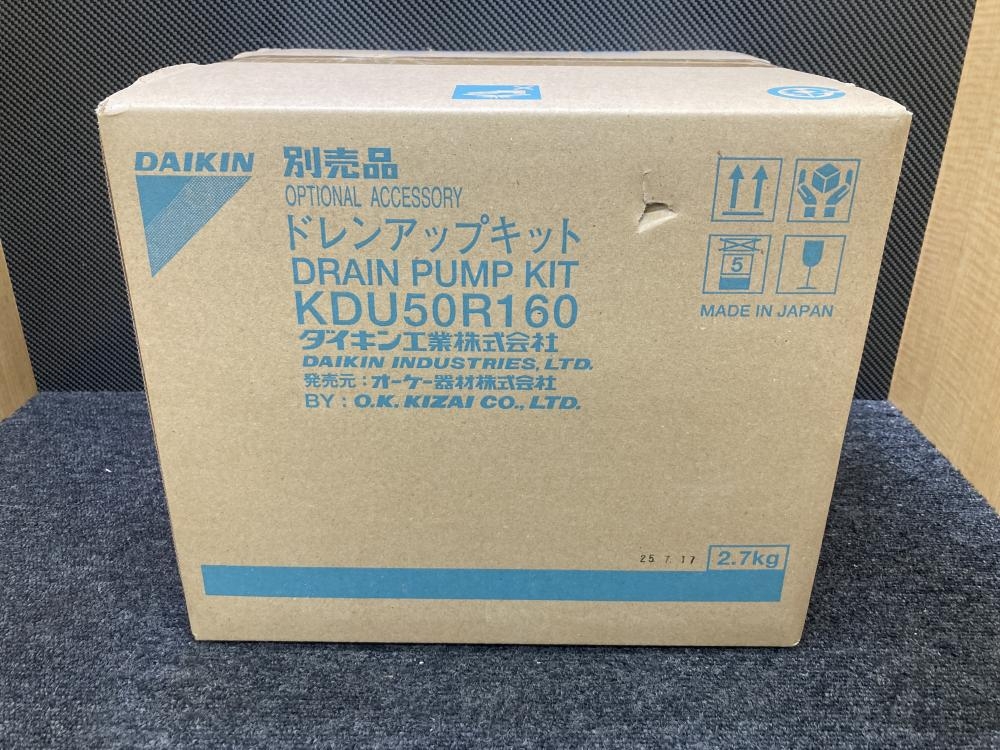 DAIKIN
別売品
OPTIONAL ACCESSORY
ドレンアップキット
DRAIN PUMP KIT
KDU50R160
ダイキン工業株式会社
DAIKIN INDUSTRIES, LTD.
発売元：オーケー器材株式会社
BY : O.K. KIZAI CO., LTD.
5
MADE IN JAPAN
25 7. 17
2.7kg